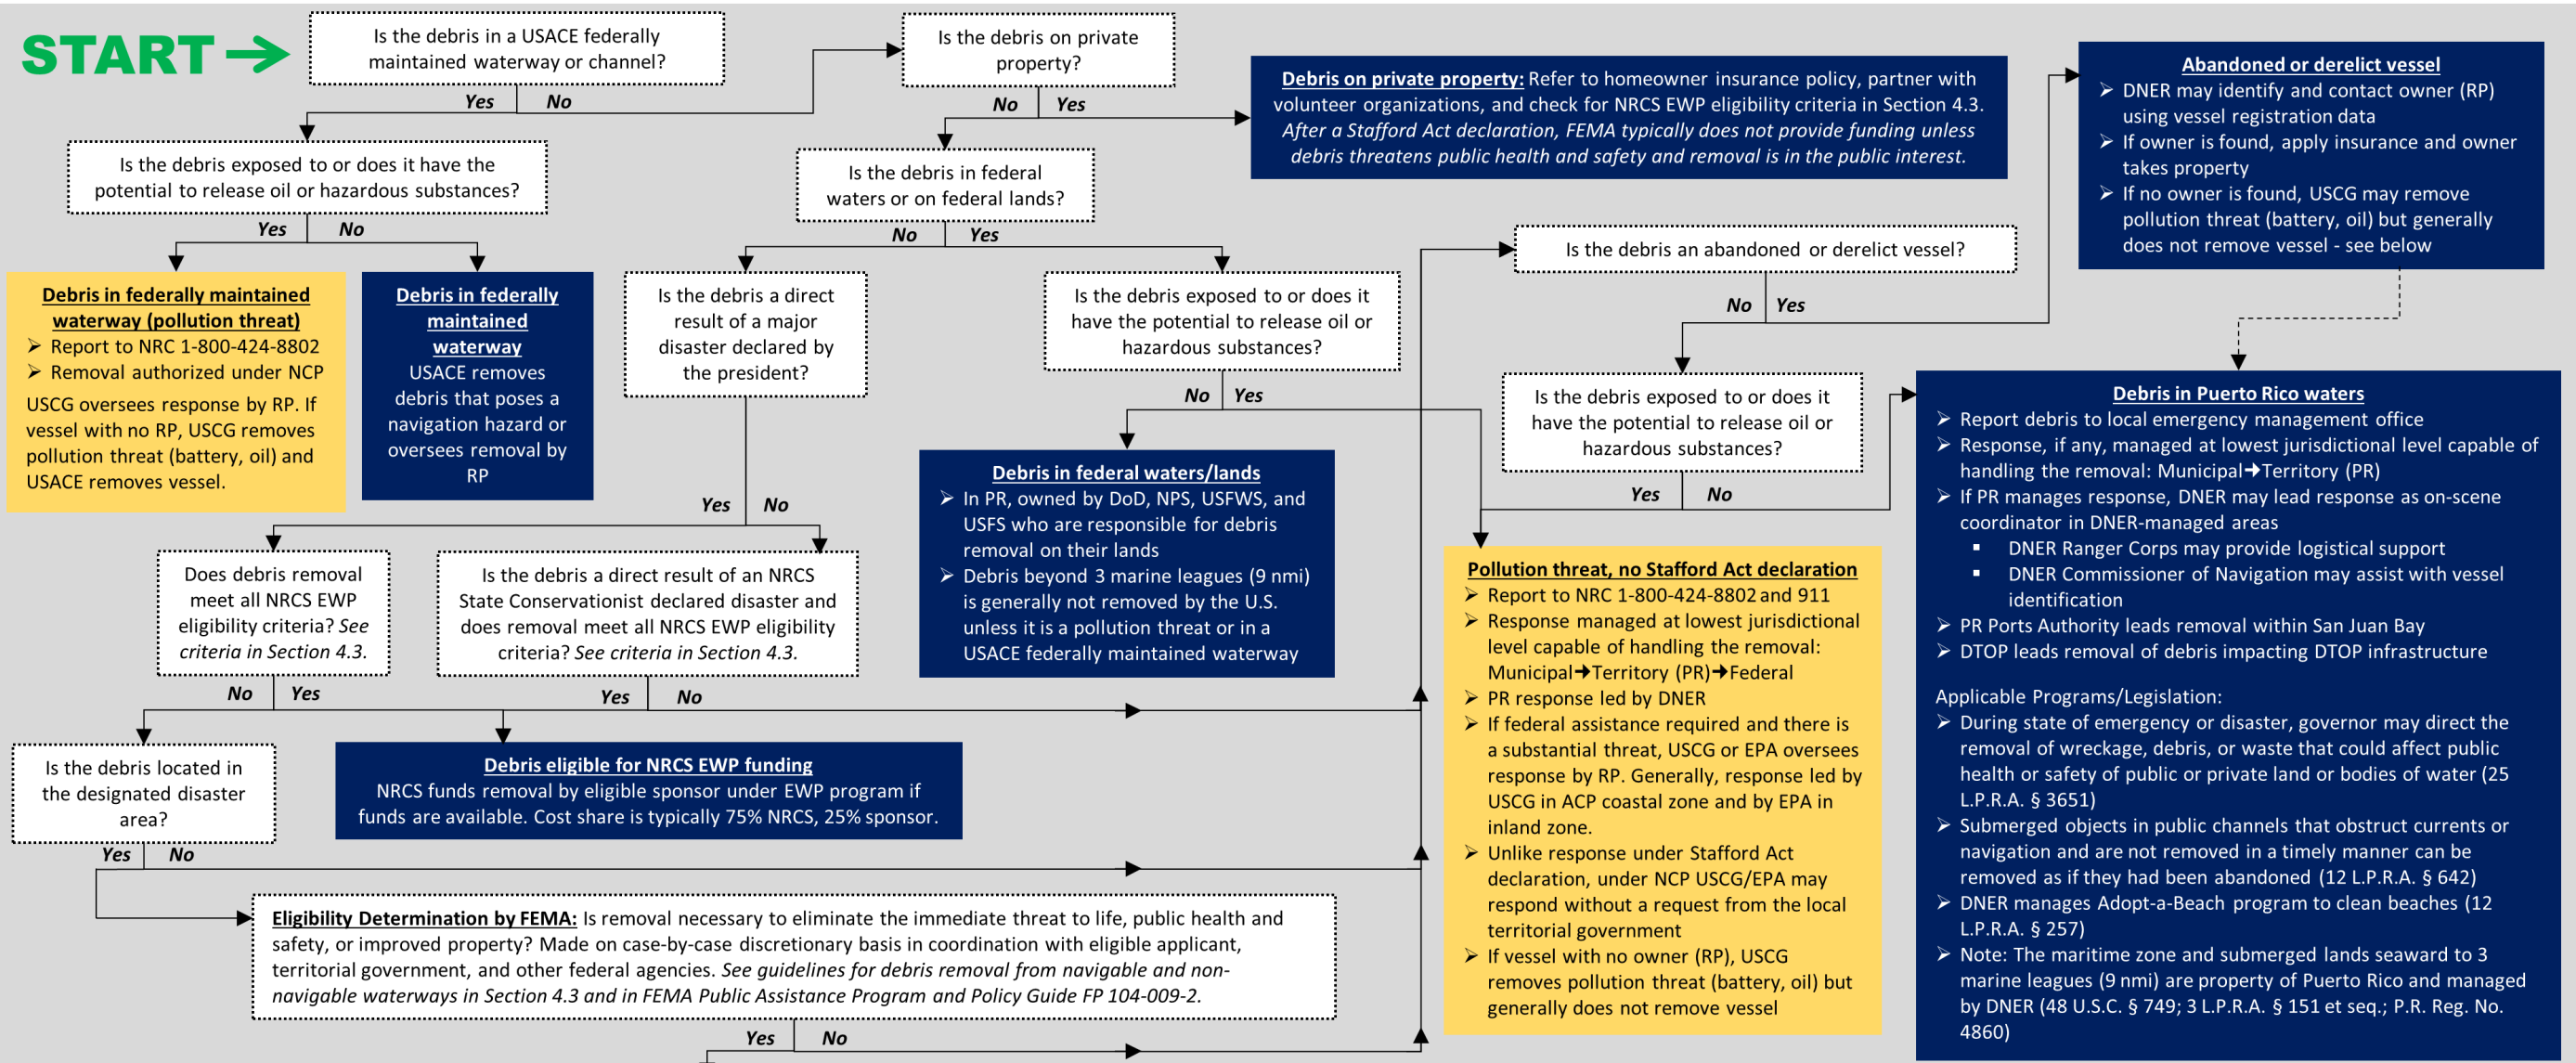 START
Is the debris in a USACE federally
maintained waterway or channel?
Yes
No
Is the debris on private
property?
No
Yes
Debris on private property: Refer to homeowner insurance policy, partner with
volunteer organizations, and check for NRCS EWP eligibility criteria in Section 4.3.
After a Stafford Act declaration, FEMA typically does not provide funding unless
debris threatens public health and safety and removal is in the public interest.
Abandoned or derelict vessel
➢ DNER may identify and contact owner (RP)
using vessel registration data
➢ If owner is found, apply insurance and owner
takes property
➢ If no owner is found, USCG may remove
pollution threat (battery, oil) but generally
does not remove vessel - see below
Is the debris exposed to or does it have the
potential to release oil or hazardous substances?
Yes
No
Is the debris in federal
waters or on federal lands?
No
Yes
Is the debris an abandoned or derelict vessel?
No
Yes
Debris in federally maintained
waterway (pollution threat)
➢ Report to NRC 1-800-424-8802
➢ Removal authorized under NCP
USCG oversees response by RP. If
vessel with no RP, USCG removes
pollution threat (battery, oil) and
USACE removes vessel.
Debris in federally
maintained
waterway
USACE removes
debris that poses a
navigation hazard or
oversees removal by
RP
Is the debris a direct
result of a major
disaster declared by
the president?
Yes
No
Is the debris exposed to or does it
have the potential to release oil or
hazardous substances?
No
Yes
Is the debris exposed to or does it
have the potential to release oil or
hazardous substances?
Yes
No
Debris in federal waters/lands
➢ In PR, owned by DoD, NPS, USFWS, and
USFS who are responsible for debris
removal on their lands
➢ Debris beyond 3 marine leagues (9 nmi)
is generally not removed by the U.S.
unless it is a pollution threat or in a
USACE federally maintained waterway
Does debris removal
meet all NRCS EWP
eligibility criteria? See
criteria in Section 4.3.
No
Yes
Is the debris a direct result of an NRCS
State Conservationist declared disaster and
does removal meet all NRCS EWP eligibility
criteria? See criteria in Section 4.3.
Yes
No
Is the debris located in
the designated disaster
area?
Yes
No
Debris eligible for NRCS EWP funding
NRCS funds removal by eligible sponsor under EWP program if
funds are available. Cost share is typically 75% NRCS, 25% sponsor.
Eligibility Determination by FEMA: Is removal necessary to eliminate the immediate threat to life, public health and
safety, or improved property? Made on case-by-case discretionary basis in coordination with eligible applicant,
territorial government, and other federal agencies. See guidelines for debris removal from navigable and non-
navigable waterways in Section 4.3 and in FEMA Public Assistance Program and Policy Guide FP 104-009-2.
Yes
No
Pollution threat, no Stafford Act declaration
➢ Report to NRC 1-800-424-8802 and 911
➢ Response managed at lowest jurisdictional
level capable of handling the removal:
Municipal➔Territory (PR)➔Federal
➢ PR response led by DNER
➢ If federal assistance required and there is
a substantial threat, USCG or EPA oversees
response by RP. Generally, response led by
USCG in ACP coastal zone and by EPA in
inland zone.
➢ Unlike response under Stafford Act
declaration, under NCP USCG/EPA may
respond without a request from the local
territorial government
➢ If vessel with no owner (RP), USCG
removes pollution threat (battery, oil) but
generally does not remove vessel
Debris in Puerto Rico waters
➢ Report debris to local emergency management office
➢ Response, if any, managed at lowest jurisdictional level capable of
handling the removal: Municipal➔Territory (PR)
➢ If PR manages response, DNER may lead response as on-scene
coordinator in DNER-managed areas
▪ DNER Ranger Corps may provide logistical support
▪ DNER Commissioner of Navigation may assist with vessel
identification
➢ PR Ports Authority leads removal within San Juan Bay
➢ DTOP leads removal of debris impacting DTOP infrastructure
Applicable Programs/Legislation:
➢ During state of emergency or disaster, governor may direct the
removal of wreckage, debris, or waste that could affect public
health or safety of public or private land or bodies of water (25
L.P.R.A. § 3651)
➢ Submerged objects in public channels that obstruct currents or
navigation and are not removed in a timely manner can be
removed as if they had been abandoned (12 L.P.R.A. § 642)
➢ DNER manages Adopt-a-Beach program to clean beaches (12
L.P.R.A. § 257)
➢ Note: The maritime zone and submerged lands seaward to 3
marine leagues (9 nmi) are property of Puerto Rico and managed
by DNER (48 U.S.C. § 749; 3 L.P.R.A. § 151 et seq.; P.R. Reg. No.
4860)